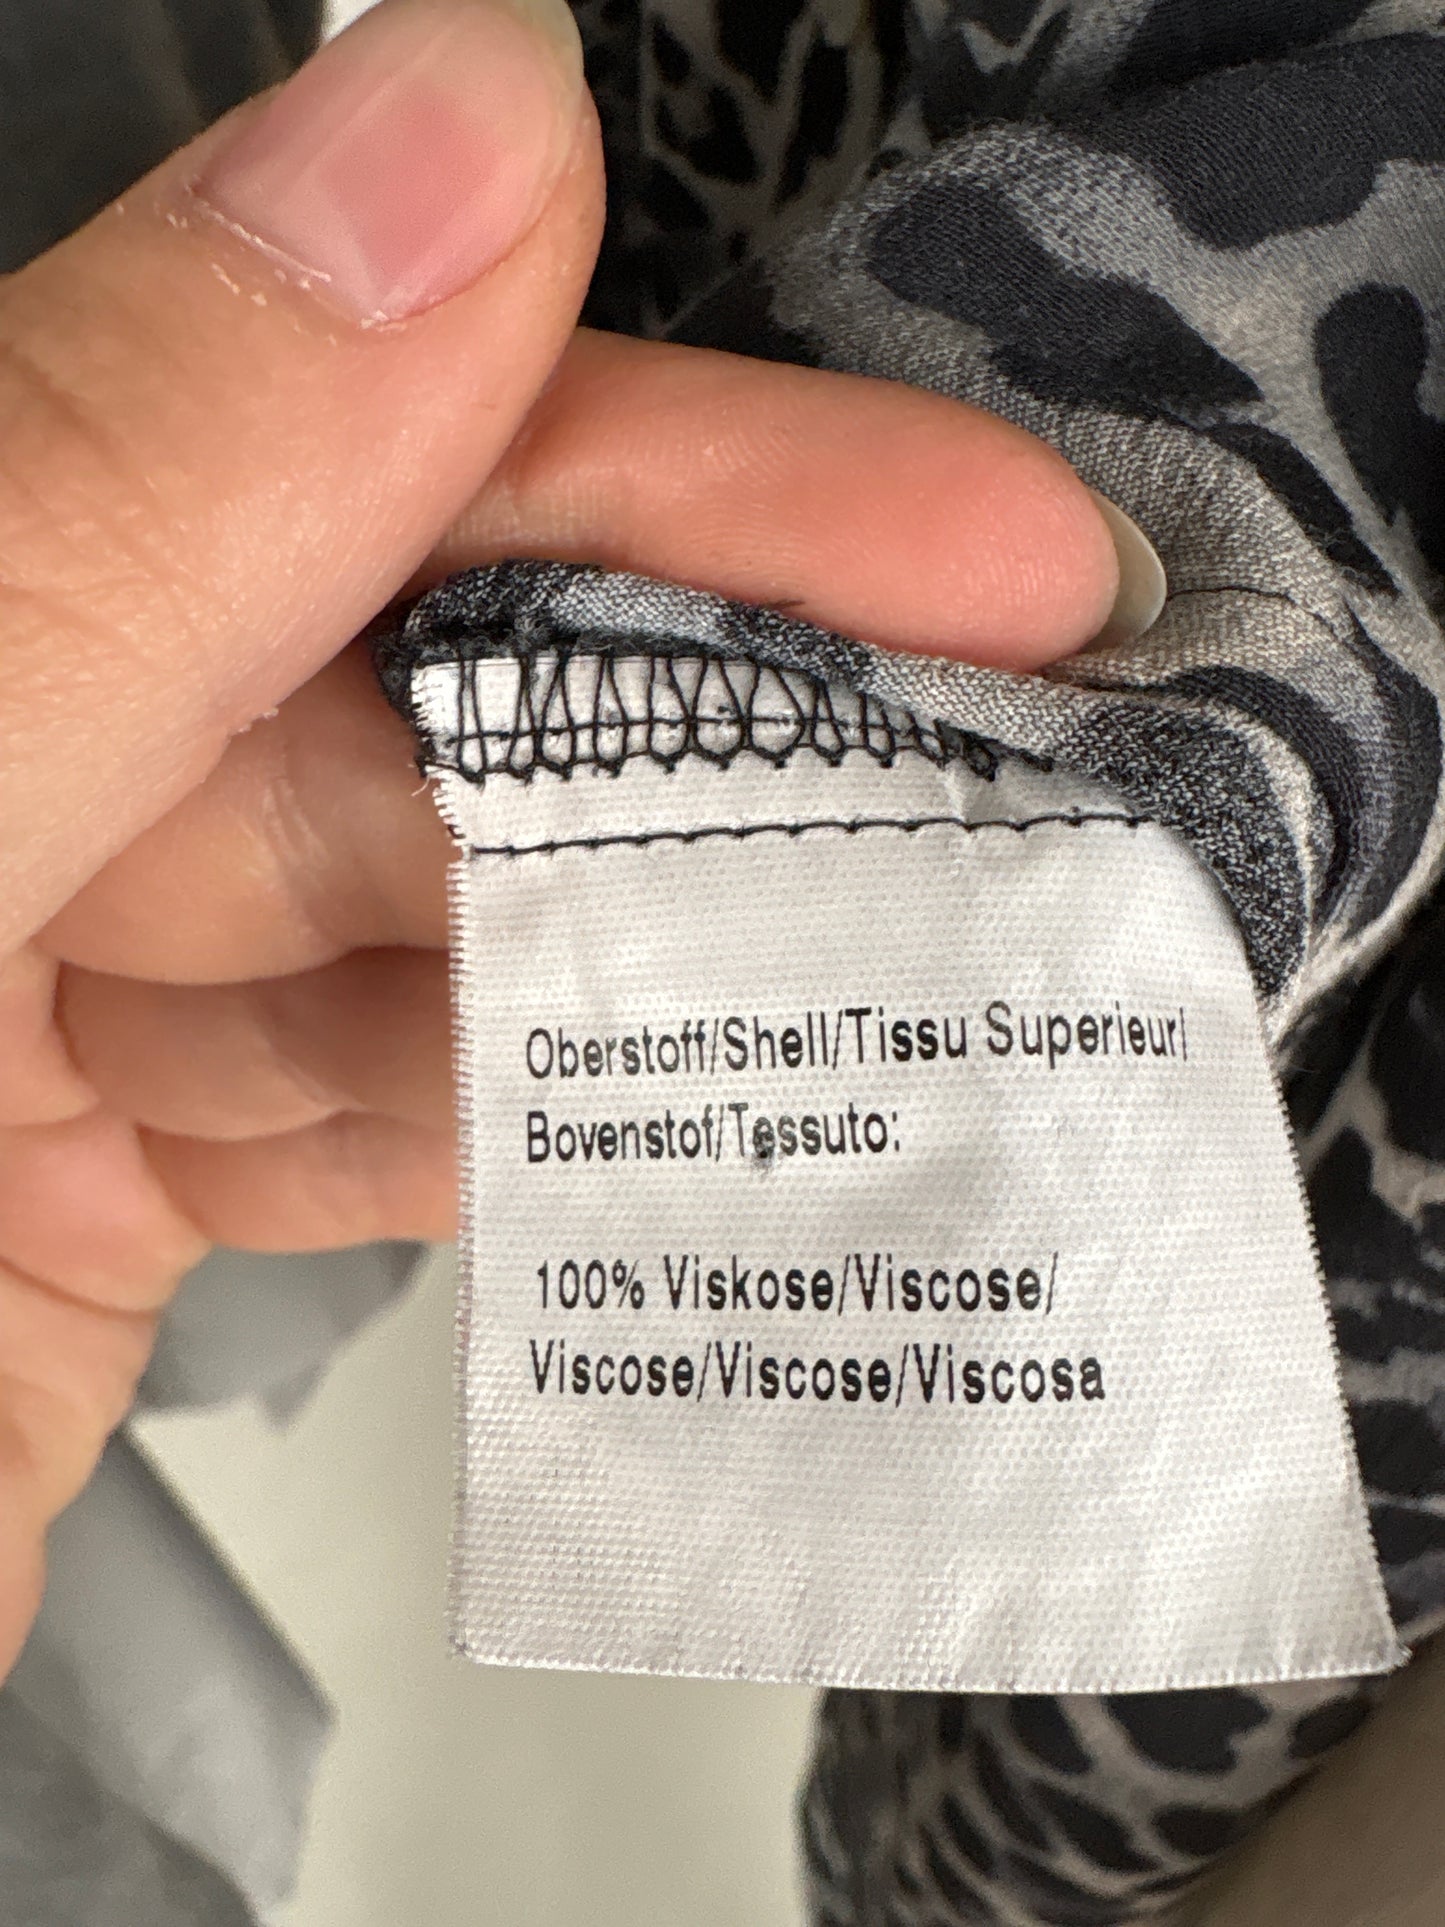 Oberstoff/Shell/Tissu Superieur/
Bovenstof/Tessuto:
100% Viskose/Viscose/
Viscose/Viscose/Viscosa